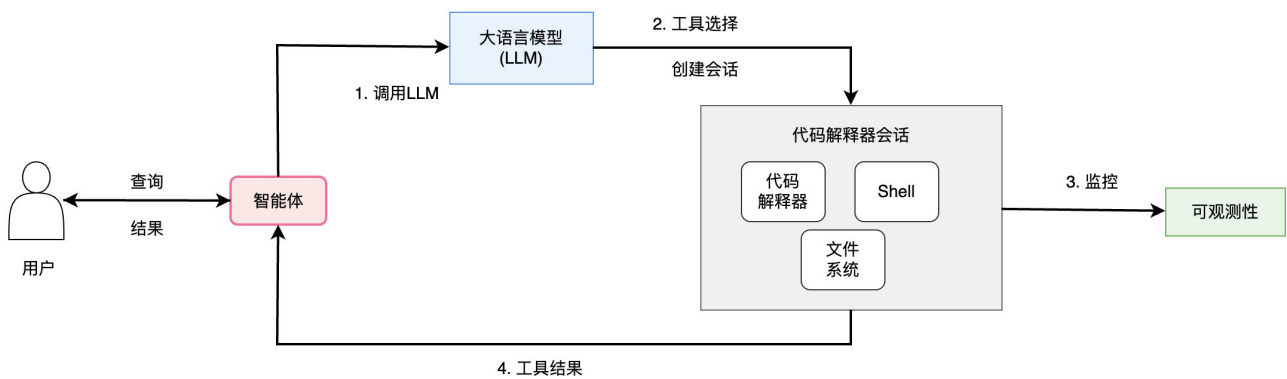 大语言模型
(LLM)
2. 工具选择
创建会话
1. 调用LLM
代码解释器会话
代码
解释器
Shell
文件
系统
3. 监控
可观测性
查询
结果
智能体
用户
4. 工具结果